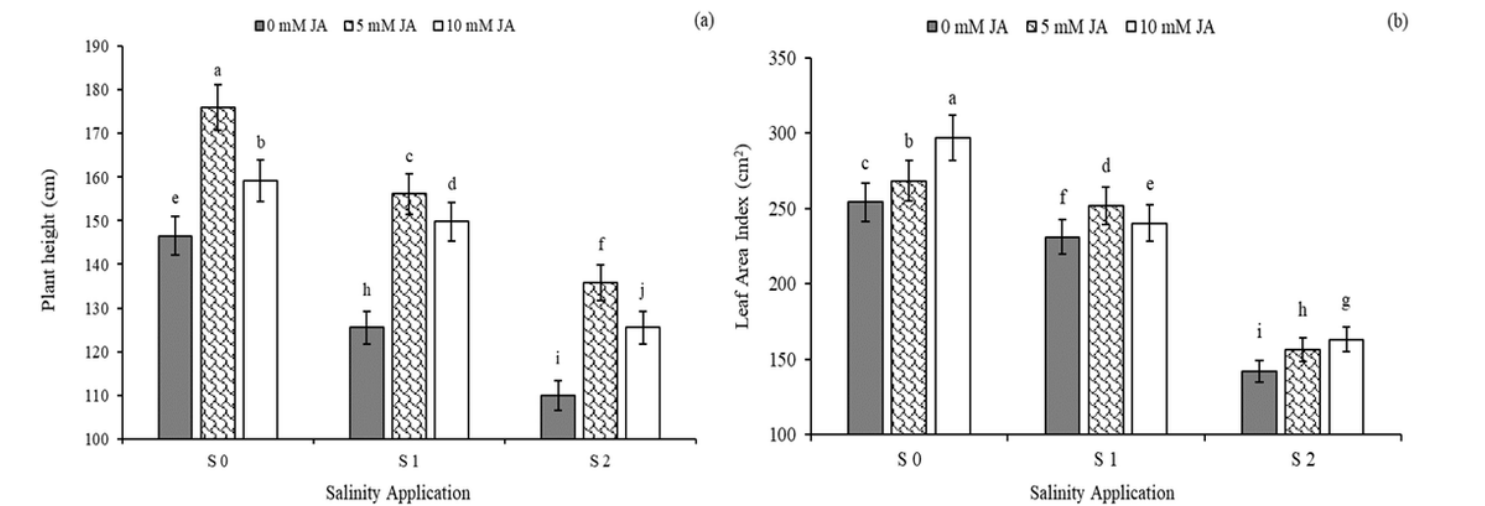 0 mM JA 5 mM JA 10 mM JA (a)
190
180
170
160
150
140
130
120
110
100
Plant height (cm)
e a b
h c d
i f j
S 0 S 1 S 2
Salinity Application
0 mM JA 5 mM JA 10 mM JA (b)
350
300
250
200
150
100
Leaf Area Index (cm²)
c b a
f d e
i h g
S 0 S 1 S 2
Salinity Application